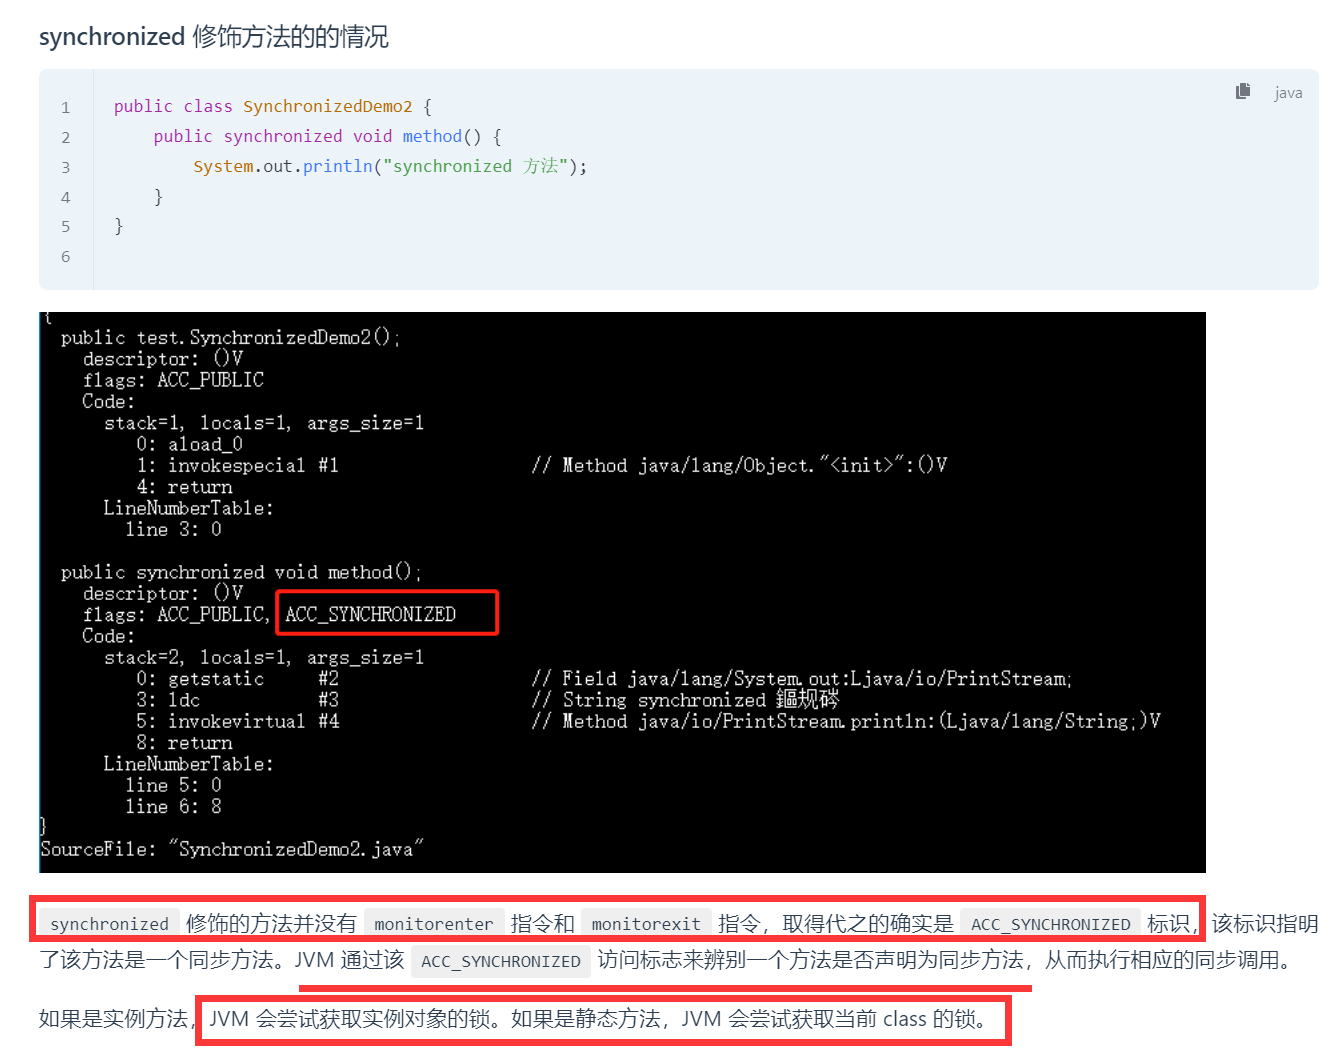 synchronized 修饰方法的的情况
java
1 public class SynchronizedDemo2 {
2 public synchronized void method() {
3 System.out.println("synchronized 方法");
4 }
5 }
6
{
public test.SynchronizedDemo2();
descriptor: ()V
flags: ACC_PUBLIC
Code:
stack=1, locals=1, args_size=1
0: aload_0
1: invokespecial #1 // Method java/lang/Object."<init>":()V
4: return
LineNumberTable:
line 3: 0
public synchronized void method();
descriptor: ()V
flags: ACC_PUBLIC, ACC_SYNCHRONIZED
Code:
stack=2, locals=1, args_size=1
0: getstatic #2 // Field java/lang/System.out:Ljava/io/PrintStream;
3: ldc #3 // String synchronized 鏂规硶
5: invokevirtual #4 // Method java/io/PrintStream.println:(Ljava/lang/String;)V
8: return
LineNumberTable:
line 5: 0
line 6: 8
}
SourceFile: "SynchronizedDemo2.java"
synchronized 修饰的方法并没有 monitorenter 指令和 monitorexit 指令，取得代之的确实是 ACC_SYNCHRONIZED 标识，该标识指明
了该方法是一个同步方法。JVM 通过该 ACC_SYNCHRONIZED 访问标志来辨别一个方法是否声明为同步方法，从而执行相应的同步调用。
如果是实例方法，JVM 会尝试获取实例对象的锁。如果是静态方法，JVM 会尝试获取当前 class 的锁。